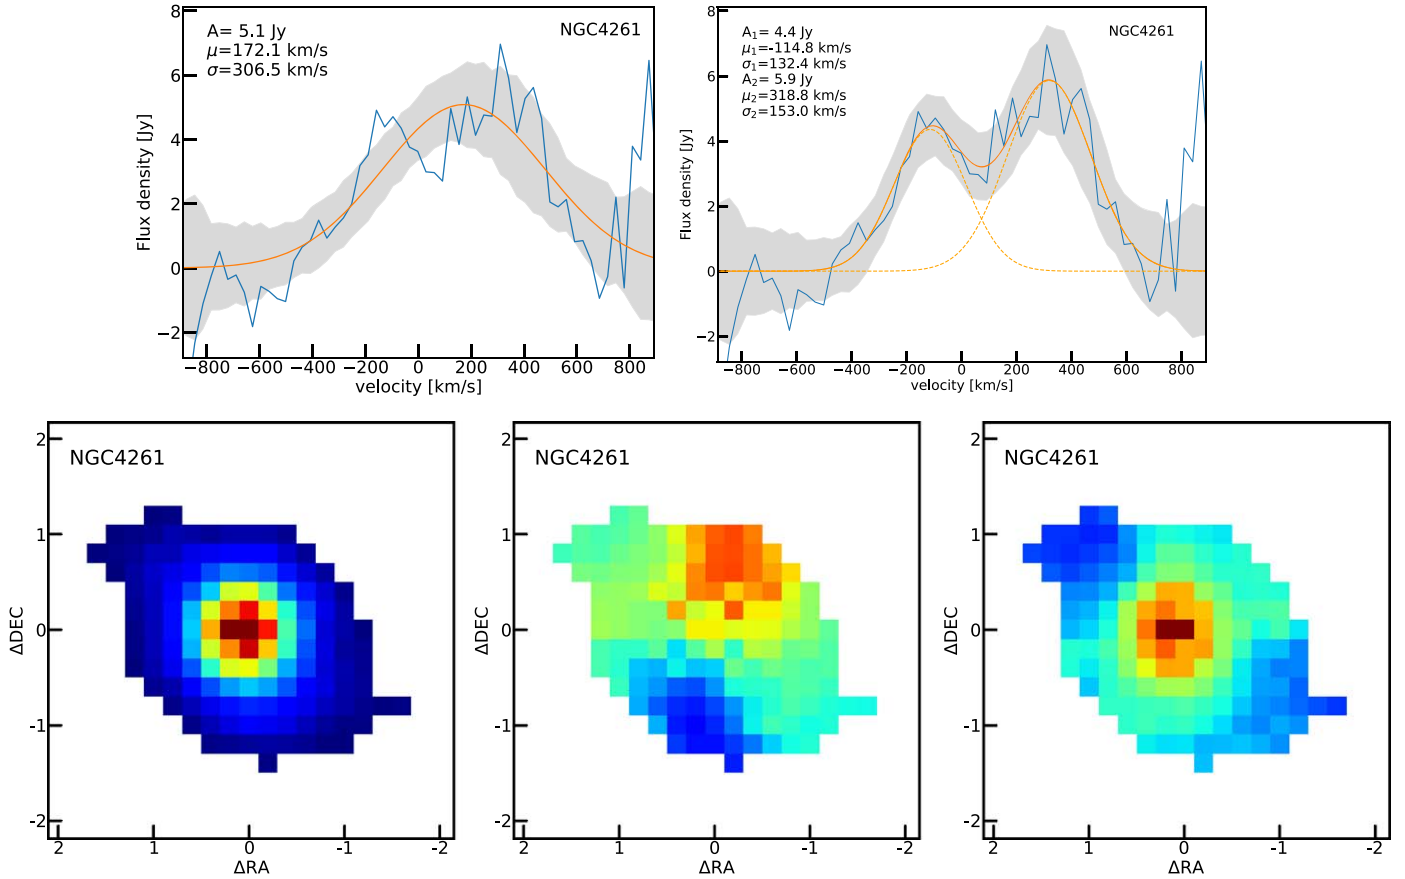 A= 5.1 Jy
μ=172.1 km/s
σ=306.5 km/s
NGC4261
8
6
4
2
0
−2
Flux density [Jy]
−800 −600 −400 −200 0 200 400 600 800
velocity [km/s]
A₁= 4.4 Jy
μ₁=-114.8 km/s
σ₁=132.4 km/s
A₂= 5.9 Jy
μ₂=318.8 km/s
σ₂=153.0 km/s
NGC4261
8
6
4
2
0
−2
Flux density [Jy]
−800 −600 −400 −200 0 200 400 600 800
velocity [km/s]
NGC4261
2
1
0
-1
-2
ΔDEC
2 1 0 -1 -2
ΔRA
NGC4261
2
1
0
-1
-2
ΔDEC
2 1 0 -1 -2
ΔRA
NGC4261
2
1
0
-1
-2
ΔDEC
2 1 0 -1 -2
ΔRA